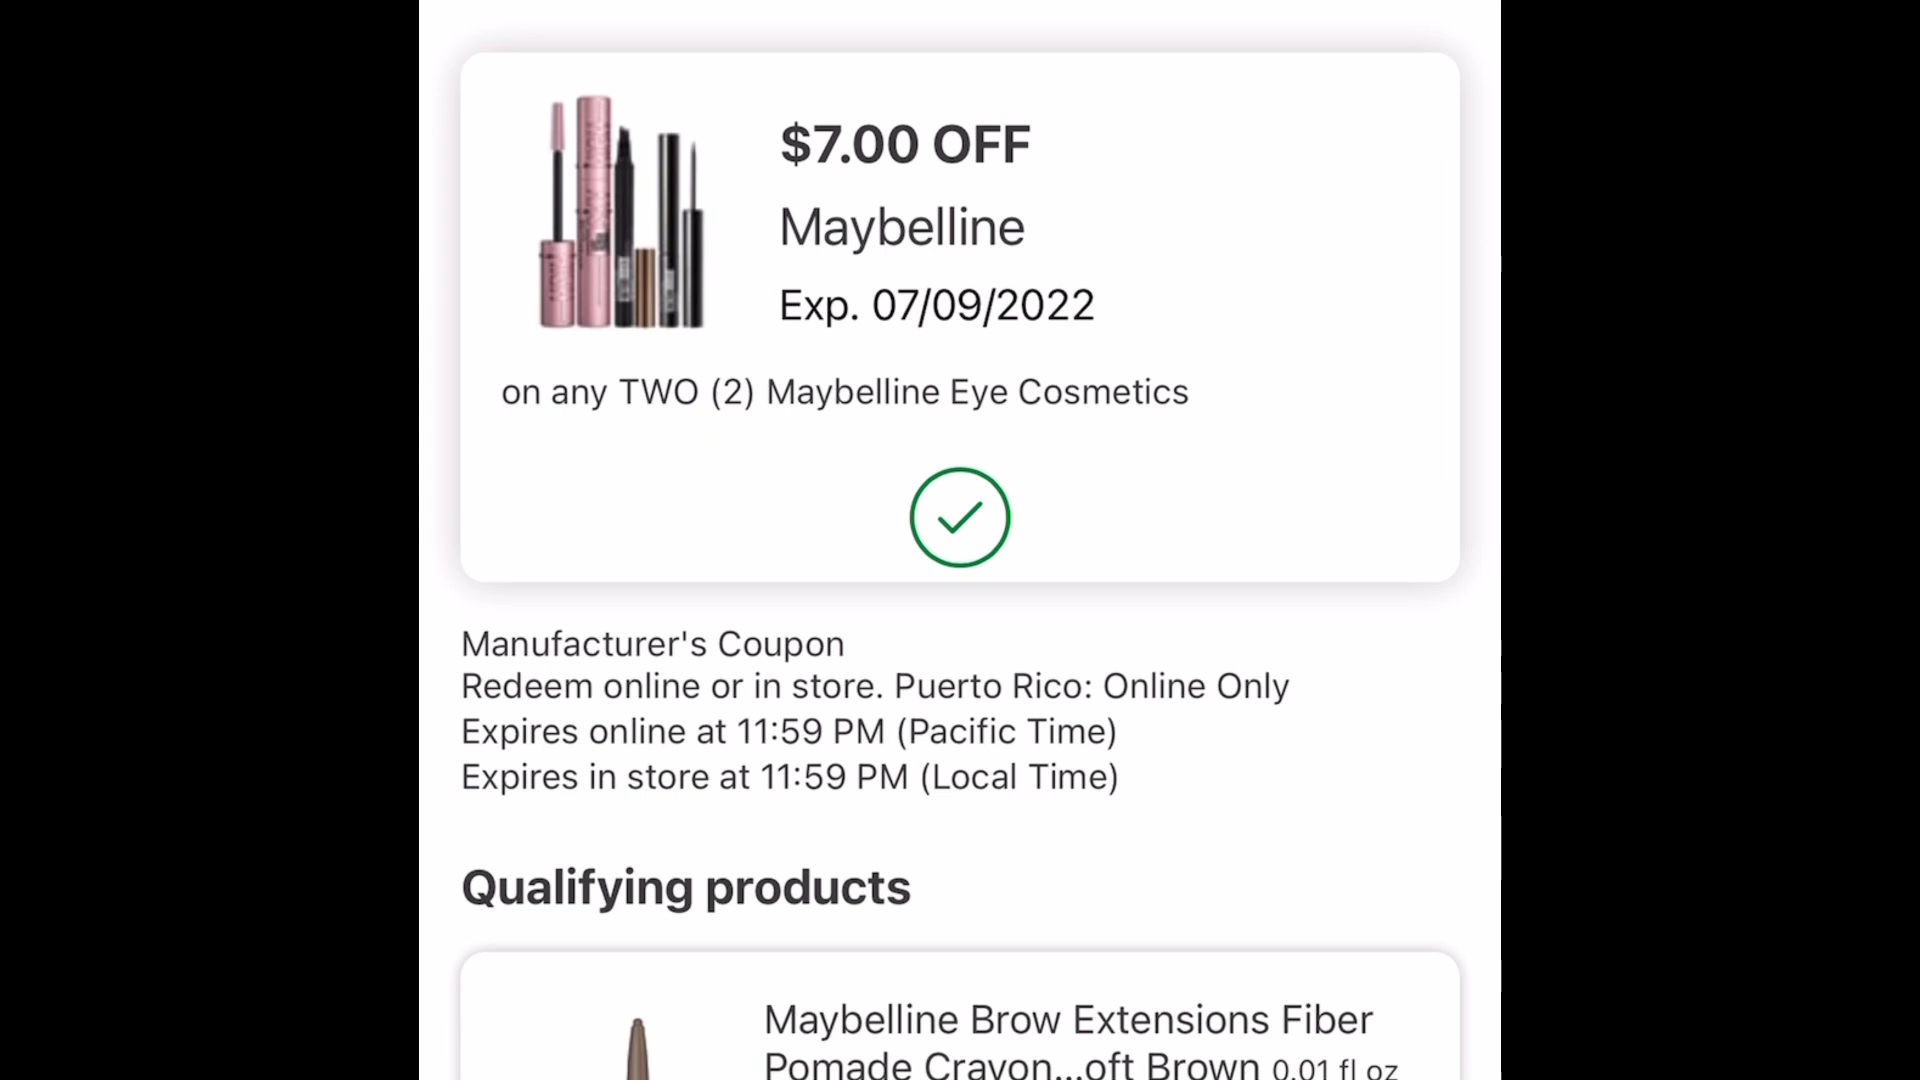 $7.00 OFF
Maybelline
Exp. 07/09/2022
on any TWO (2) Maybelline Eye Cosmetics
Manufacturer's Coupon
Redeem online or in store. Puerto Rico: Online Only
Expires online at 11:59 PM (Pacific Time)
Expires in store at 11:59 PM (Local Time)
Qualifying products
Maybelline Brow Extensions Fiber
Pomade Crayon...oft Brown 0.01 fl oz